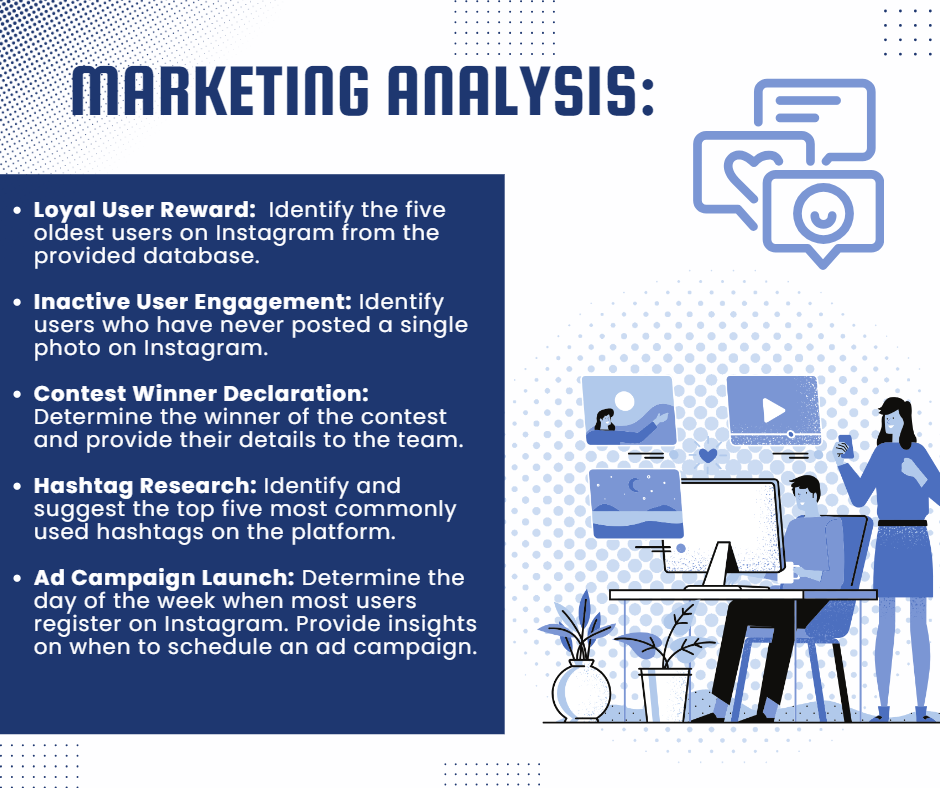 MARKETING ANALYSIS:
• Loyal User Reward: Identify the five
oldest users on Instagram from the
provided database.
• Inactive User Engagement: Identify
users who have never posted a single
photo on Instagram.
• Contest Winner Declaration:
Determine the winner of the contest
and provide their details to the team.
• Hashtag Research: Identify and
suggest the top five most commonly
used hashtags on the platform.
• Ad Campaign Launch: Determine the
day of the week when most users
register on Instagram. Provide insights
on when to schedule an ad campaign.